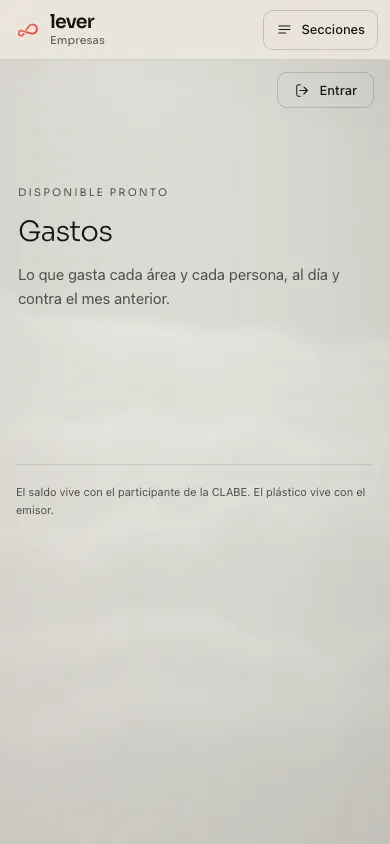 lever
Empresas
Secciones
Entrar
DISPONIBLE PRONTO
Gastos
Lo que gasta cada área y cada persona, al día y
contra el mes anterior.
El saldo vive con el participante de la CLABE. El plástico vive con el
emisor.